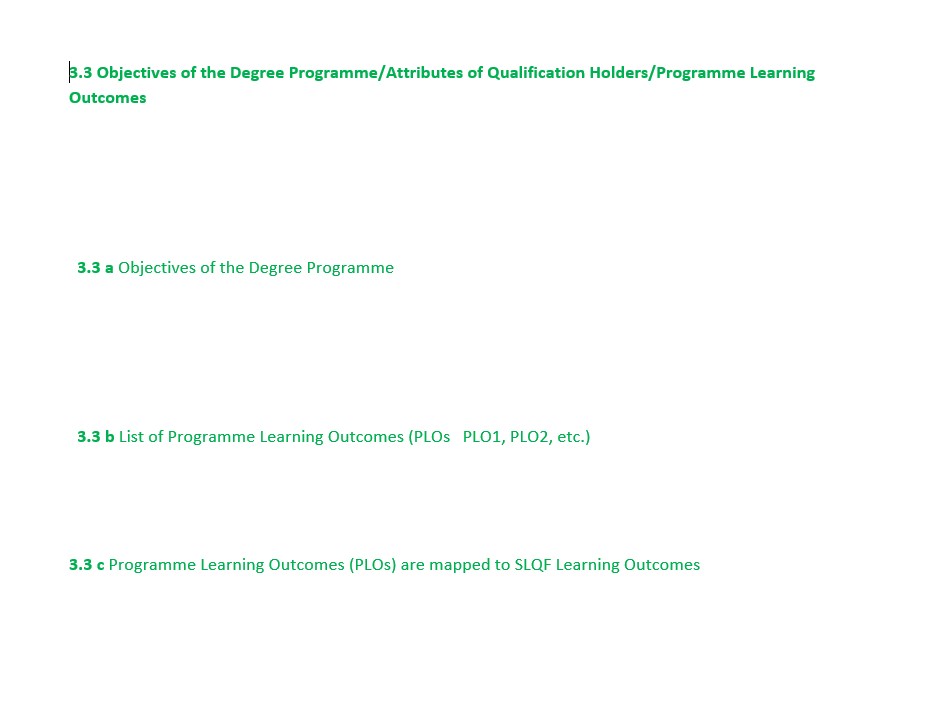 3.3 Objectives of the Degree Programme/Attributes of Qualification Holders/Programme Learning
Outcomes
3.3 a Objectives of the Degree Programme
3.3 b List of Programme Learning Outcomes (PLOs   PLO1, PLO2, etc.)
3.3 c Programme Learning Outcomes (PLOs) are mapped to SLQF Learning Outcomes